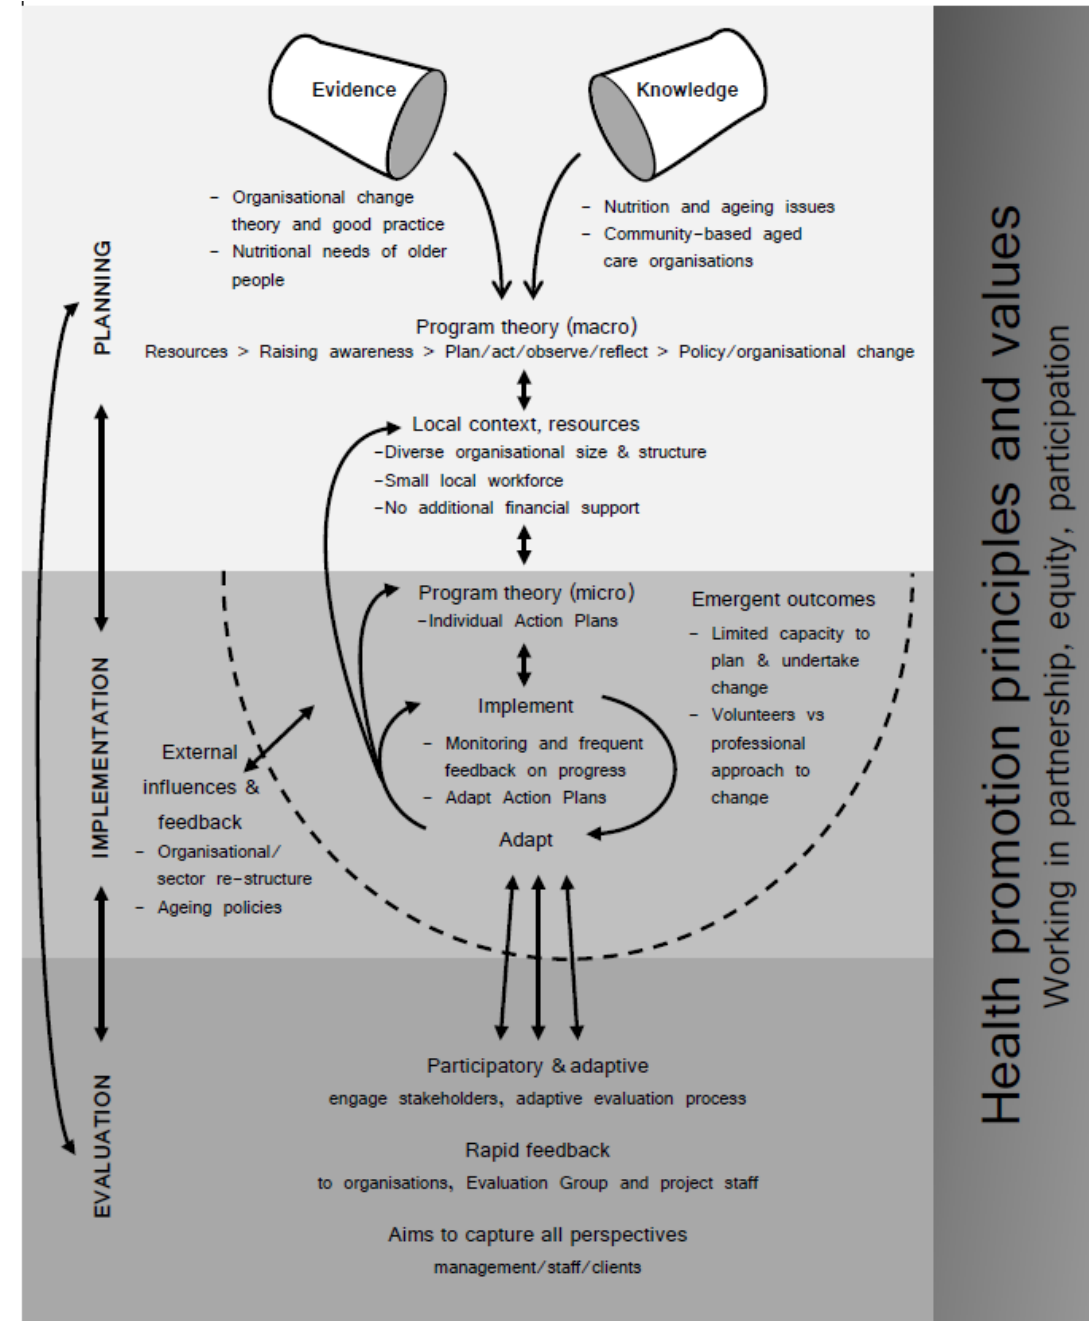 Evidence
Knowledge
– Organisational change
theory and good practice
– Nutritional needs of older
people
– Nutrition and ageing issues
– Community-based aged
care organisations
PLANNING
Program theory (macro)
Resources > Raising awareness > Plan/act/observe/reflect > Policy/organisational change
Local context, resources
–Diverse organisational size & structure
–Small local workforce
–No additional financial support
IMPLEMENTATION
Program theory (micro)
–Individual Action Plans
Emergent outcomes
– Limited capacity to
plan & undertake
change
– Volunteers vs
professional
approach to
change
Implement
– Monitoring and frequent
feedback on progress
– Adapt Action Plans
Adapt
External
influences &
feedback
– Organisational/
sector re-structure
– Ageing policies
EVALUATION
Participatory & adaptive
engage stakeholders, adaptive evaluation process
Rapid feedback
to organisations, Evaluation Group and project staff
Aims to capture all perspectives
management/staff/clients
Health promotion principles and values
Working in partnership, equity, participation